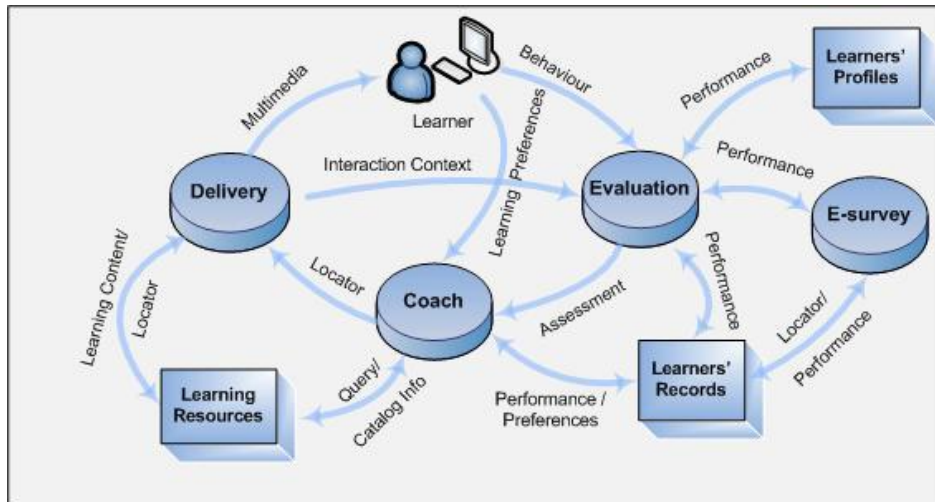 Learners'
Profiles
Behaviour
Performance
Multimedia
Learner
Performance
Interaction Context
Learning Preferences
Delivery
Evaluation
E-survey
Learning Content/
Locator
Locator
Coach
Assessment
Performance
Locator/
Performance
Learning
Resources
Query/
Catalog Info
Performance /
Preferences
Learners'
Records